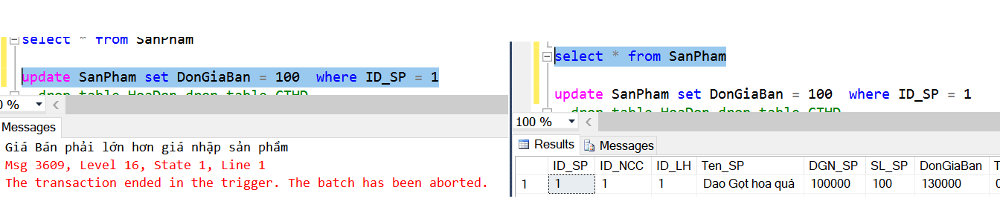 select * from SanPham
update SanPham set DonGiaBan = 100 where ID_SP = 1
drop table HoaDon drop table CTHD
0 %
Messages
Giá Bán phải lớn hơn giá nhập sản phẩm
Msg 3609, Level 16, State 1, Line 1
The transaction ended in the trigger. The batch has been aborted.
select * from SanPham
update SanPham set DonGiaBan = 100 where ID_SP = 1
drop table HoaDon drop table CTHD
100 %
Results Messages
ID_SP ID_NCC ID_LH Ten_SP DGN_SP SL_SP DonGiaBan T
1 1 1 1 Dao Gọt hoa quả 100000 100 130000